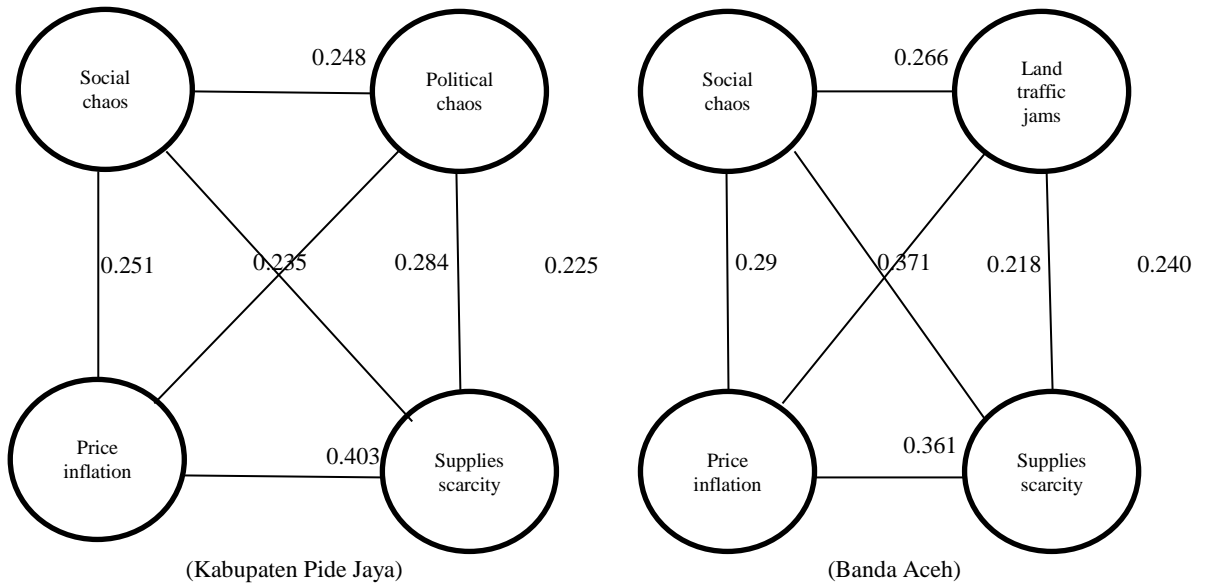 0.248
Social
chaos
Political
chaos
0.251
0.235
0.284
0.225
Price
inflation
0.403
Supplies
scarcity
(Kabupaten Pide Jaya)
0.266
Social
chaos
Land
traffic
jams
0.29
0.371
0.218
0.240
Price
inflation
0.361
Supplies
scarcity
(Banda Aceh)